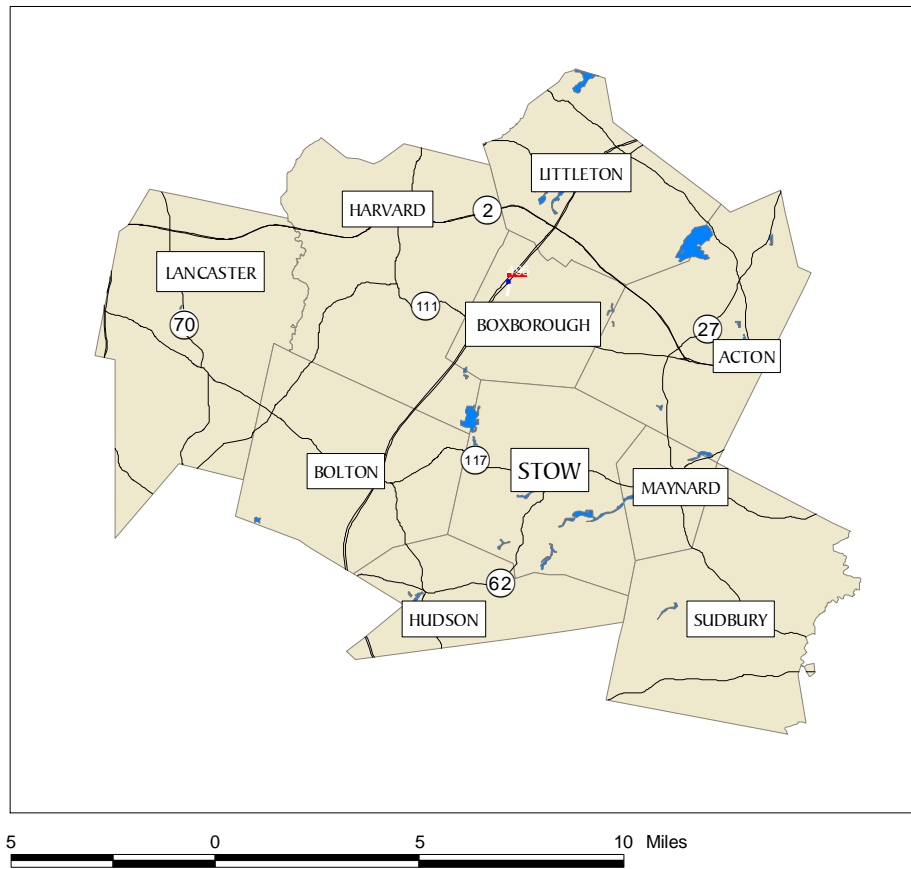 LITTLETON
HARVARD
2
LANCASTER
111
70
BOXBOROUGH
27
ACTON
BOLTON
117
STOW
MAYNARD
62
HUDSON
SUDBURY
5 0 5 10 Miles